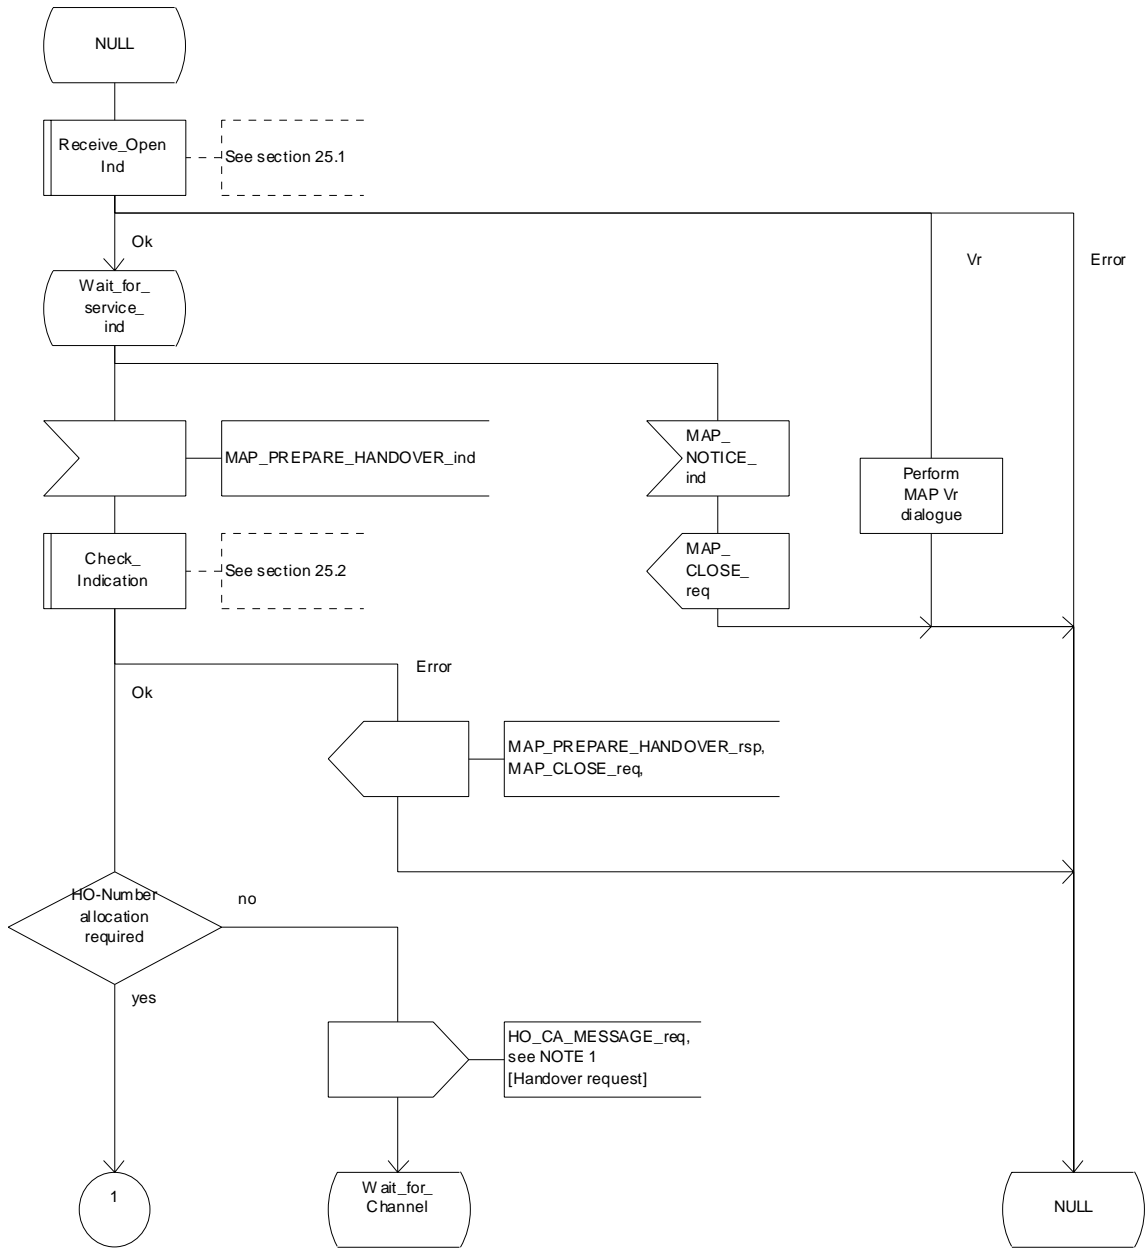 NULL
Receive_Open
Ind
See section 25.1
Ok
Vr
Error
Wait_for_
service_
ind
MAP_PREPARE_HANDOVER_ind
MAP_
NOTICE_
ind
Perform
MAP Vr
dialogue
Check_
Indication
See section 25.2
MAP_
CLOSE_
req
Error
Ok
MAP_PREPARE_HANDOVER_rsp,
MAP_CLOSE_req,
HO-Number
allocation
required
no
yes
HO_CA_MESSAGE_req,
see NOTE 1
[Handover request]
1
Wait_for_
Channel
NULL